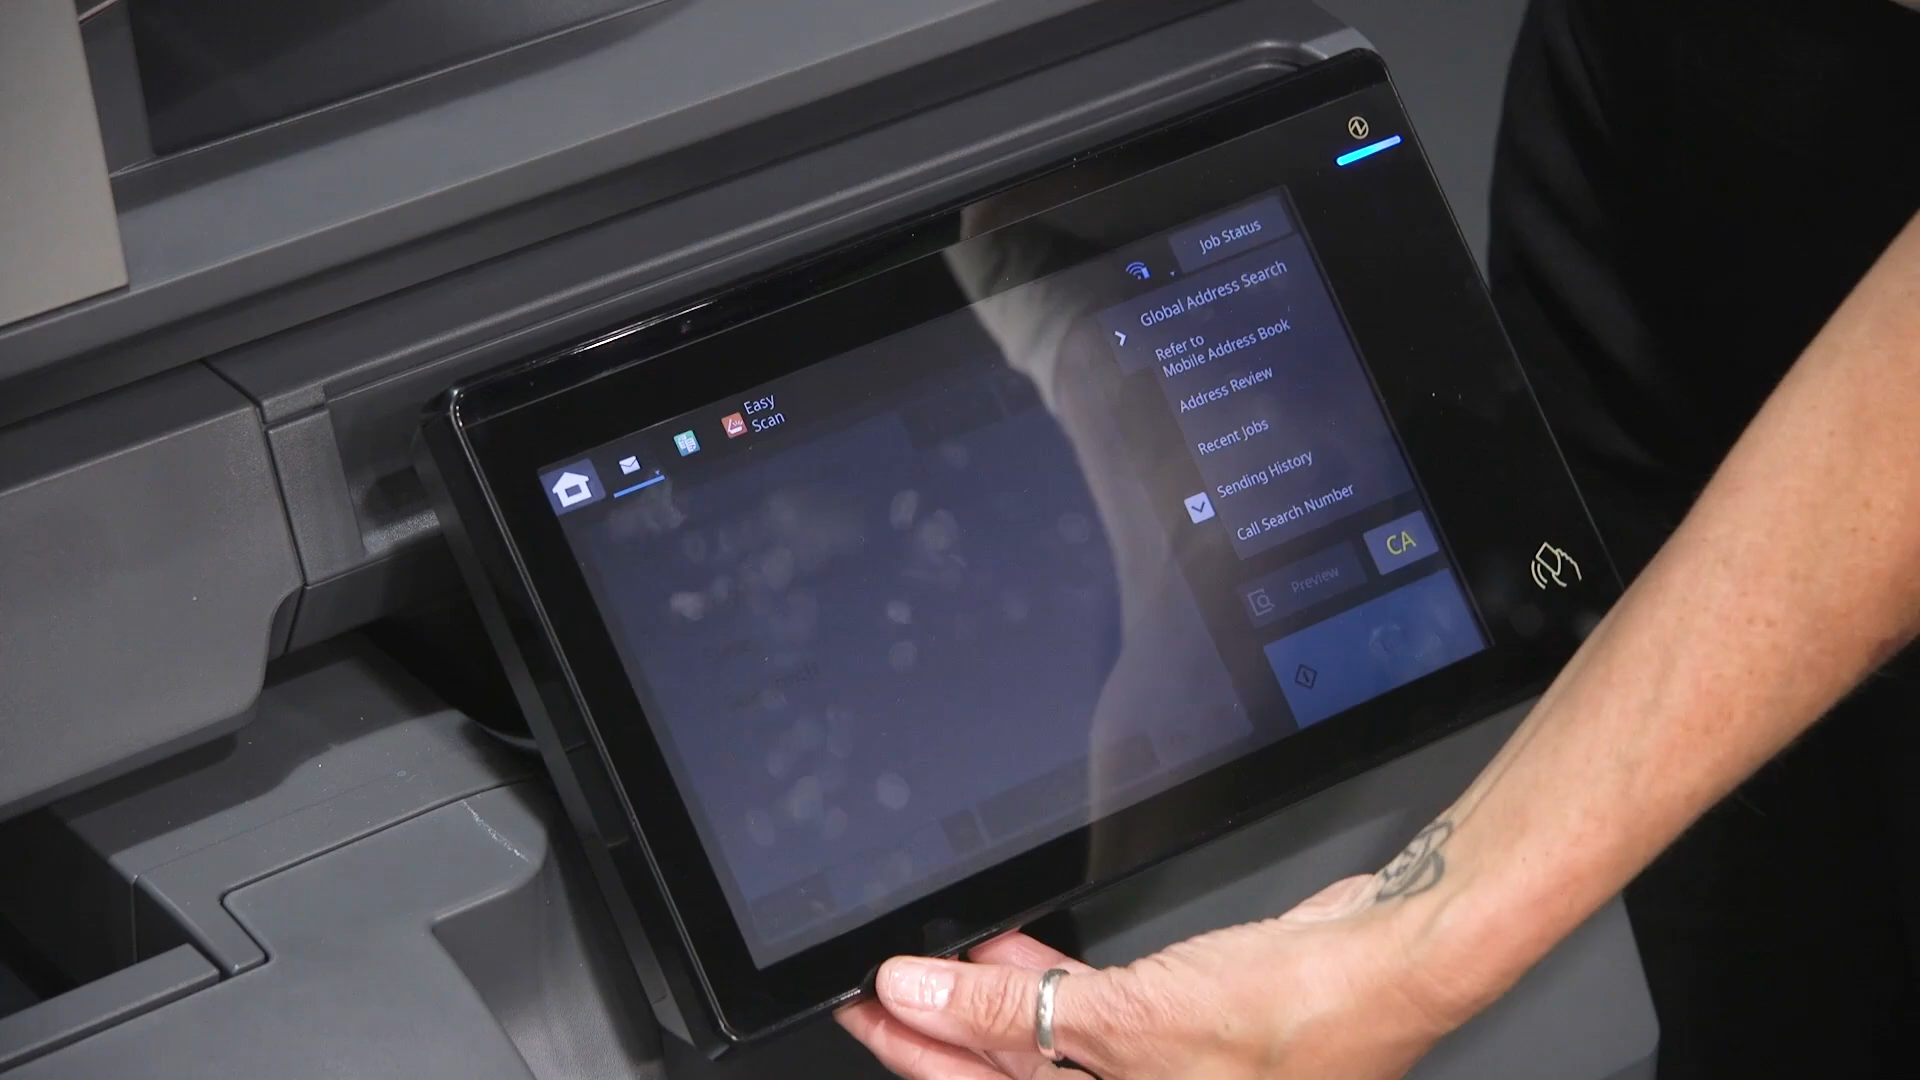 Job Status
Easy
Scan
Global Address Search
Refer to
Mobile Address Book
Address Review
Recent Jobs
Sending History
Call Search Number
Preview
CA